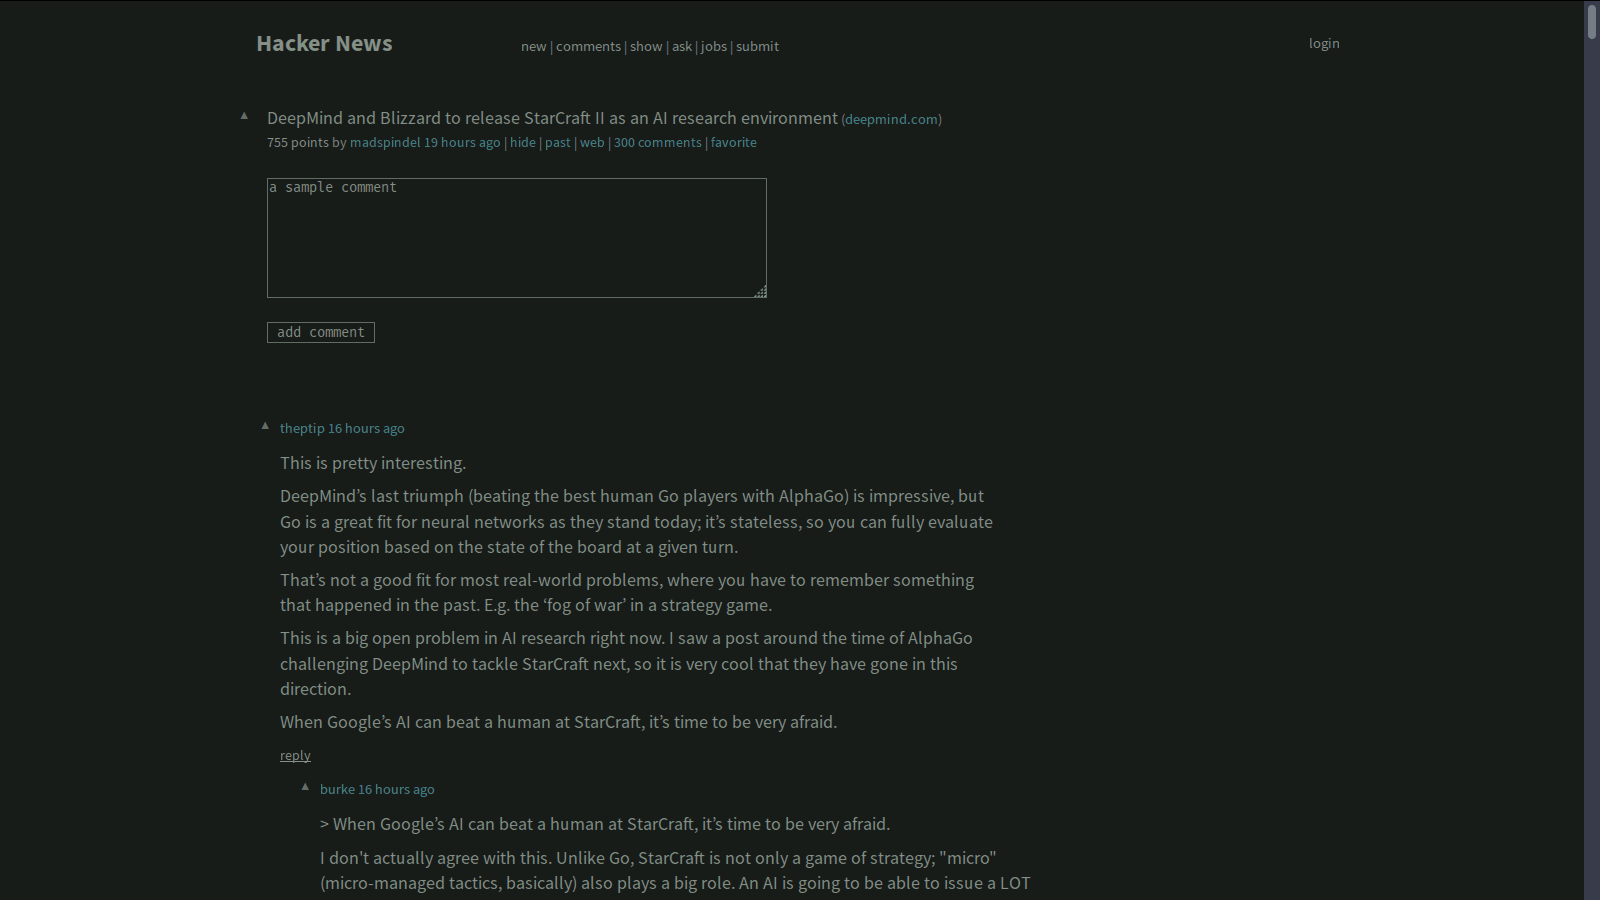 Hacker News
new | comments | show | ask | jobs | submit
login
▲ DeepMind and Blizzard to release StarCraft II as an AI research environment (deepmind.com)
755 points by madspindel 19 hours ago | hide | past | web | 300 comments | favorite
a sample comment
add comment
▲ theptip 16 hours ago
This is pretty interesting.
DeepMind’s last triumph (beating the best human Go players with AlphaGo) is impressive, but
Go is a great fit for neural networks as they stand today; it’s stateless, so you can fully evaluate
your position based on the state of the board at a given turn.
That’s not a good fit for most real-world problems, where you have to remember something
that happened in the past. E.g. the ‘fog of war’ in a strategy game.
This is a big open problem in AI research right now. I saw a post around the time of AlphaGo
challenging DeepMind to tackle StarCraft next, so it is very cool that they have gone in this
direction.
When Google’s AI can beat a human at StarCraft, it’s time to be very afraid.
reply
▲ burke 16 hours ago
> When Google’s AI can beat a human at StarCraft, it’s time to be very afraid.
I don't actually agree with this. Unlike Go, StarCraft is not only a game of strategy; "micro"
(micro-managed tactics, basically) also plays a big role. An AI is going to be able to issue a LOT